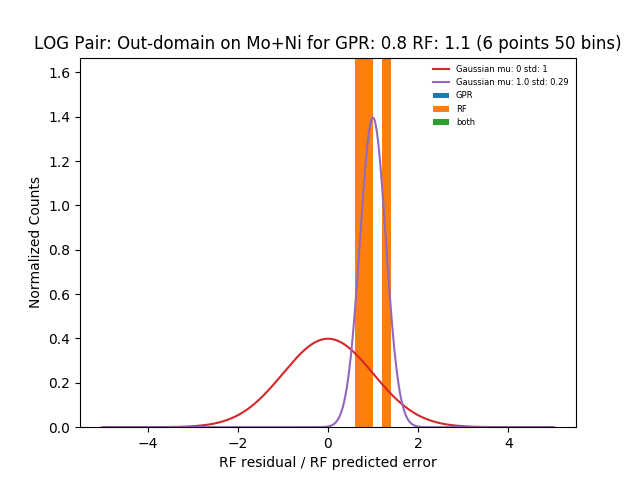 LOG Pair: Out-domain on Mo+Ni for GPR: 0.8 RF: 1.1 (6 points 50 bins)
Gaussian mu: 0 std: 1
Gaussian mu: 1.0 std: 0.29
GPR
RF
both
Normalized Counts
1.6
1.4
1.2
1.0
0.8
0.6
0.4
0.2
0.0
−4 −2 0 2 4
RF residual / RF predicted error